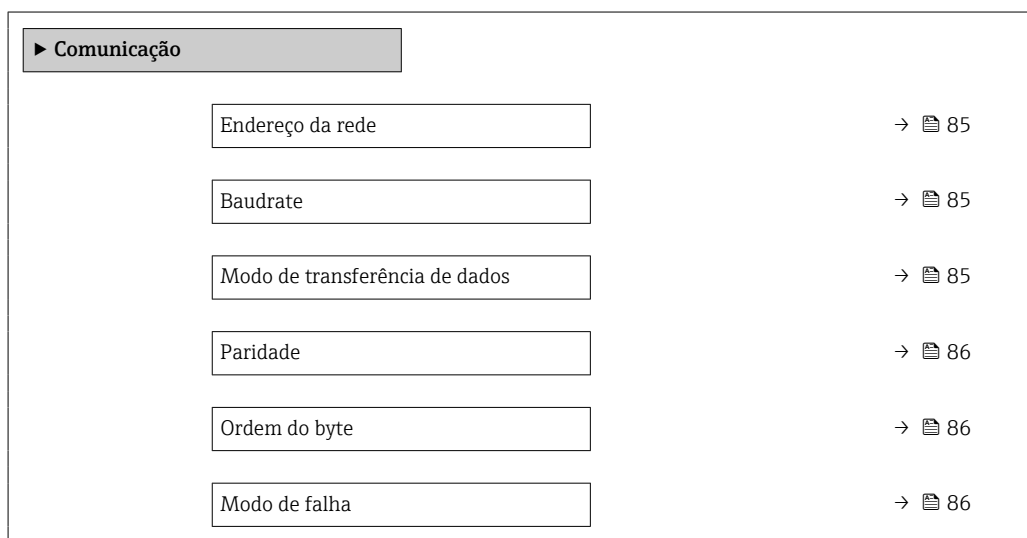 ▶ Comunicação
Endereço da rede → 85
Baudrate → 85
Modo de transferência de dados → 85
Paridade → 86
Ordem do byte → 86
Modo de falha → 86